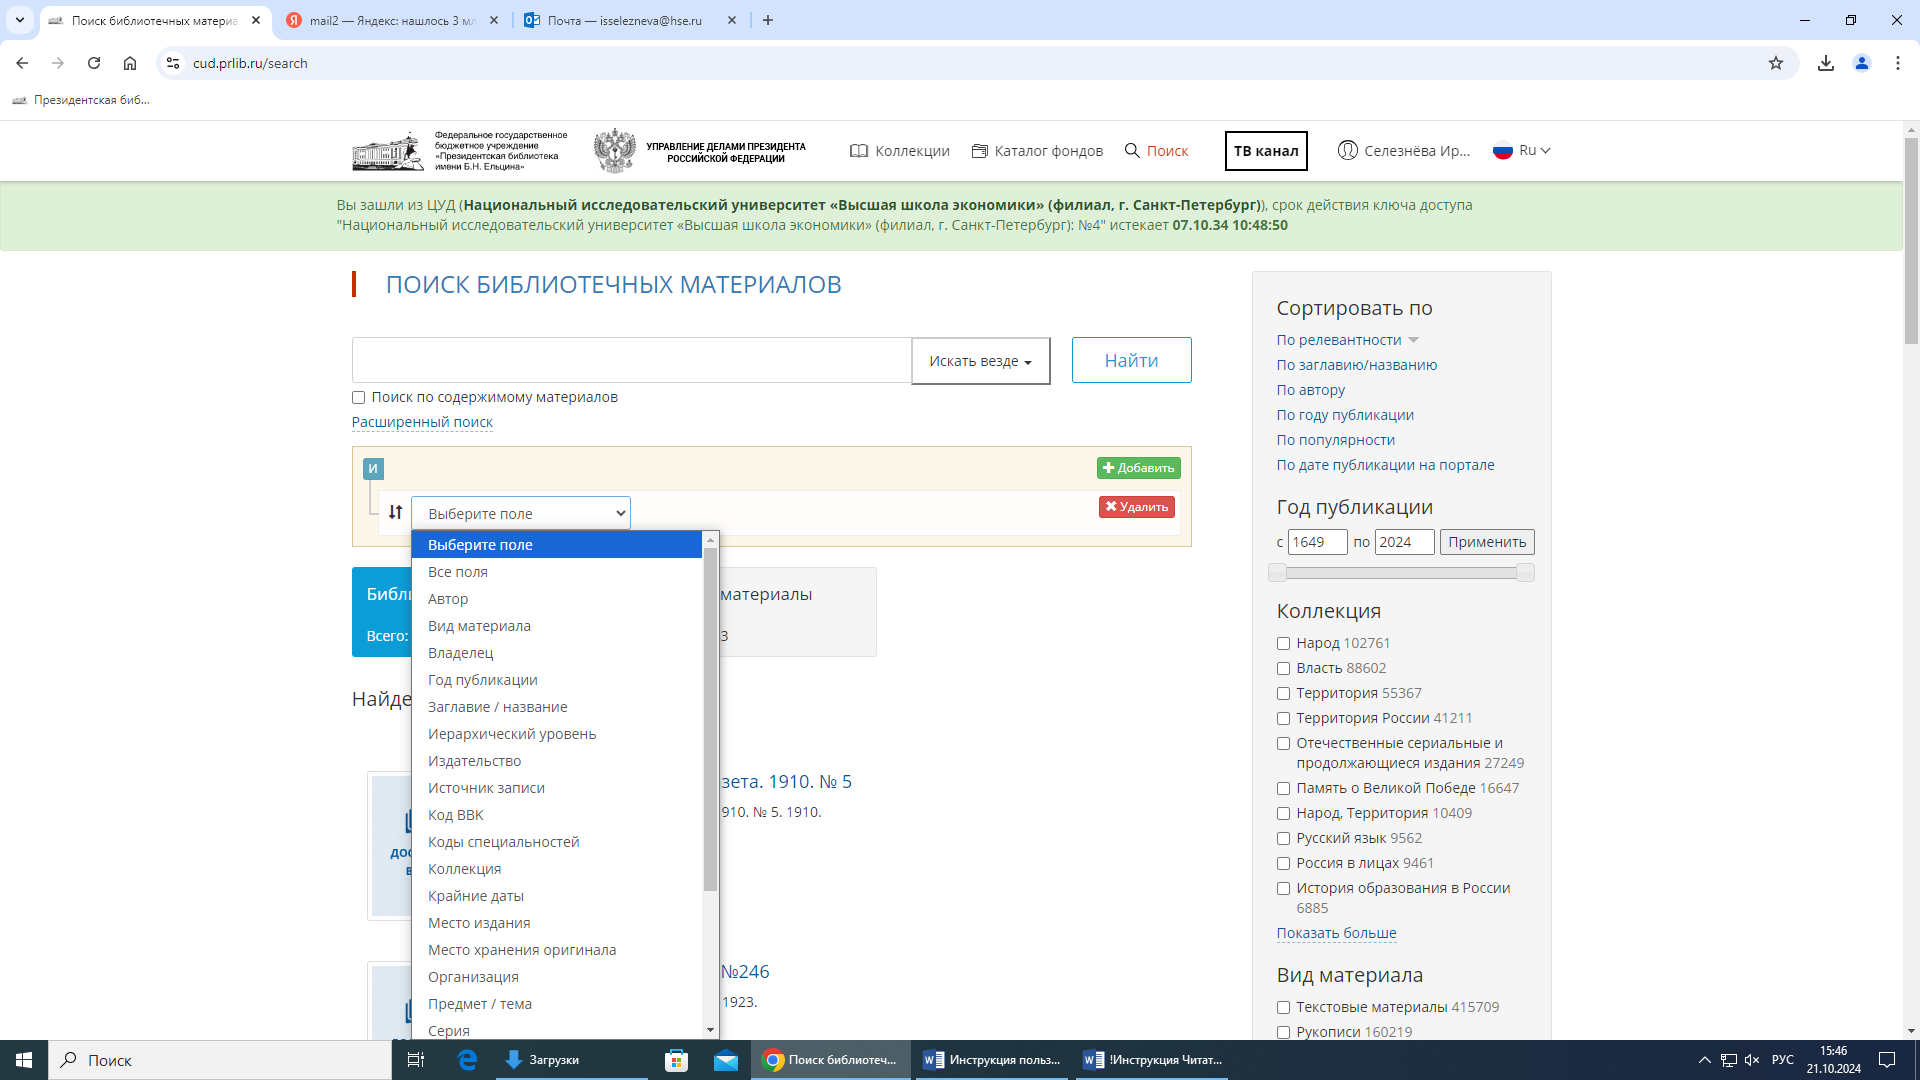 Поиск библиотечных материа
mail2 — Яндекс: нашлось 3 мл
Почта — isselezneva@hse.ru
cud.prlib.ru/search
Президентская биб...
Федеральное государственное
бюджетное учреждение
«Президентская библиотека
имени Б.Н. Ельцина»
УПРАВЛЕНИЕ ДЕЛАМИ ПРЕЗИДЕНТА
РОССИЙСКОЙ ФЕДЕРАЦИИ
Коллекции
Каталог фондов
Поиск
ТВ канал
Селезнёва Ир...
Ru
Вы зашли из ЦУД (Национальный исследовательский университет «Высшая школа экономики» (филиал, г. Санкт-Петербург)), срок действия ключа доступа
"Национальный исследовательский университет «Высшая школа экономики» (филиал, г. Санкт-Петербург): №4" истекает 07.10.34 10:48:50
ПОИСК БИБЛИОТЕЧНЫХ МАТЕРИАЛОВ
Искать везде
Найти
Поиск по содержимому материалов
Расширенный поиск
И
Добавить
Выберите поле
Удалить
Выберите поле
Все поля
Автор
Вид материала
Владелец
Год публикации
Заглавие / название
Иерархический уровень
Издательство
Источник записи
Код ВВК
Коды специальностей
Коллекция
Крайние даты
Место издания
Место хранения оригинала
Организация
Предмет / тема
Серия
Библ
материалы
Всего:
3
Найде
зета. 1910. № 5
910. № 5. 1910.
дос
в
№246
1923.
Сортировать по
По релевантности
По заглавию/названию
По автору
По году публикации
По популярности
По дате публикации на портале
Год публикации
с 1649 по 2024 Применить
Коллекция
Народ 102761
Власть 88602
Территория 55367
Территория России 41211
Отечественные сериальные и
продолжающиеся издания 27249
Память о Великой Победе 16647
Народ, Территория 10409
Русский язык 9562
Россия в лицах 9461
История образования в России
6885
Показать больше
Вид материала
Текстовые материалы 415709
Рукописи 160219
Поиск
Загрузки
Поиск библиотеч...
Инструкция польз...
!Инструкция Читат...
РУС
15:46
21.10.2024